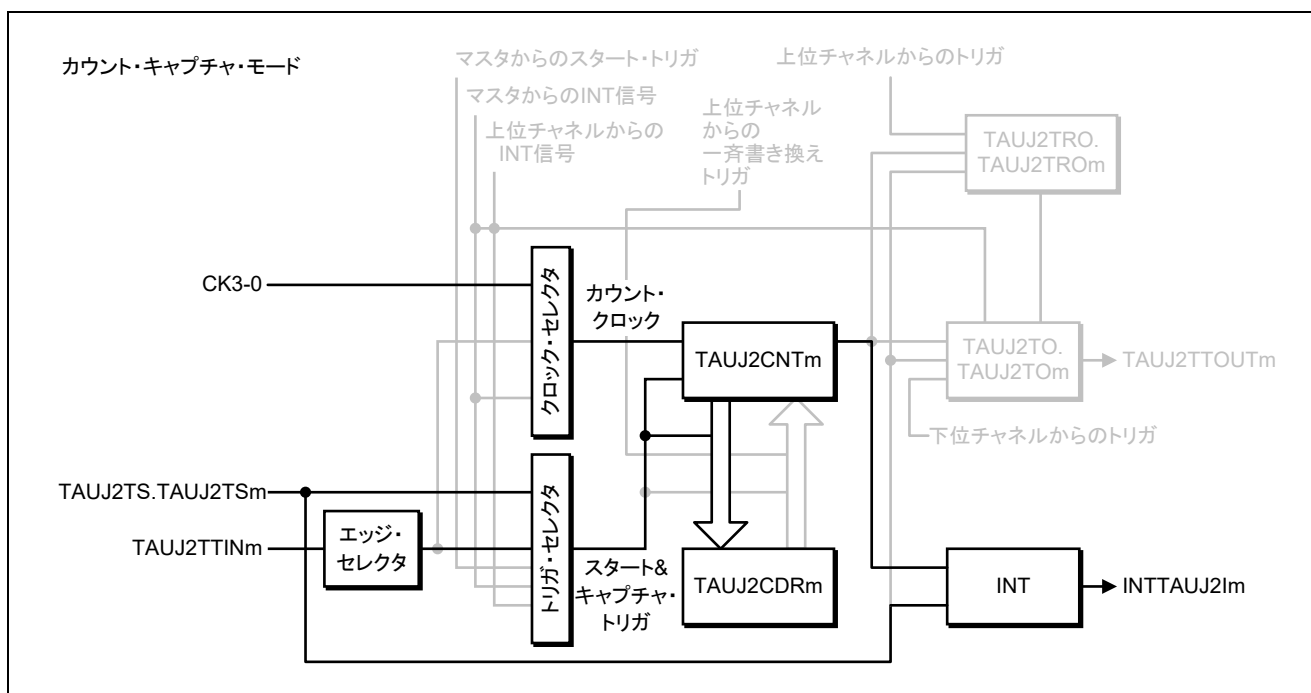 カウント・キャプチャ・モード
マスタからのスタート・トリガ
マスタからのINT信号
上位チャネルからの
INT信号
上位チャネル
からの
一斉書き換え
トリガ
上位チャネルからのトリガ
TAUJ2TRO.
TAUJ2TROm
CK3-0
クロック・セレクタ
カウント・
クロック
TAUJ2CNTm
TAUJ2TO.
TAUJ2TOm
TAUJ2TTOUTm
下位チャネルからのトリガ
TAUJ2TS.TAUJ2TSm
TAUJ2TTINm
エッジ・
セレクタ
トリガ・セレクタ
スタート&
キャプチャ・
トリガ
TAUJ2CDRm
INT
INTTAUJ2Im